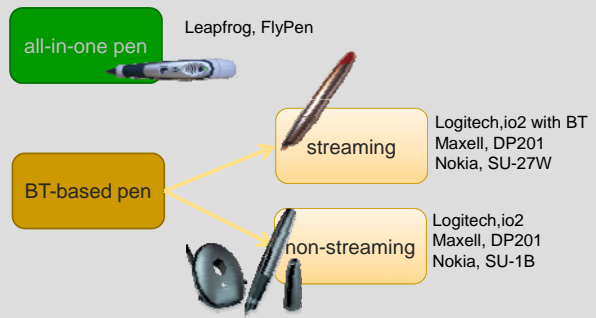 all-in-one pen
Leapfrog, FlyPen
BT-based pen
streaming
Logitech,io2 with BT
Maxell, DP201
Nokia, SU-27W
non-streaming
Logitech,io2
Maxell, DP201
Nokia, SU-1B